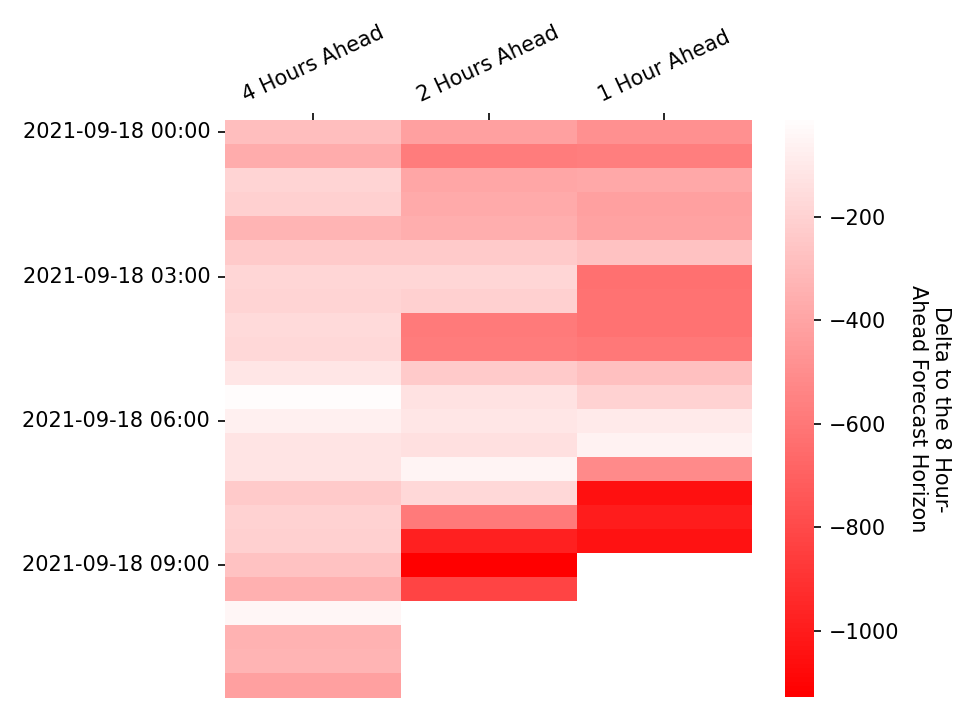 4 Hours Ahead
2 Hours Ahead
1 Hour Ahead
2021-09-18 00:00
2021-09-18 03:00
2021-09-18 06:00
2021-09-18 09:00
−200
−400
−600
−800
−1000
Delta to the 8 Hour-
Ahead Forecast Horizon